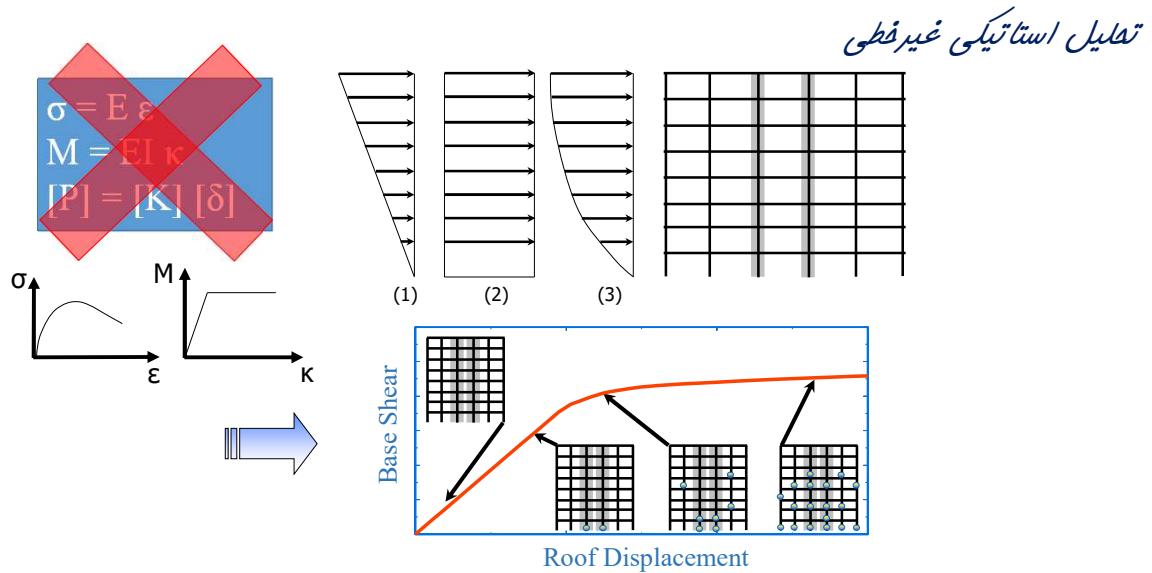 تحلیل استاتیکی غیرخطی
σ = E ε
M = EI κ
[P] = [K] [δ]
σ
ε
M
κ
(1)
(2)
(3)
Base Shear
Roof Displacement